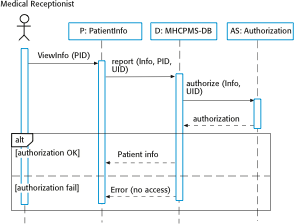 Medical Receptionist
P: PatientInfo
D: MHCPMS-DB
AS: Authorization
ViewInfo (PID)
report (Info, PID,
UID)
authorize (Info,
UID)
authorization
alt
[authorization OK]
Patient info
[authorization fail]
Error (no access)